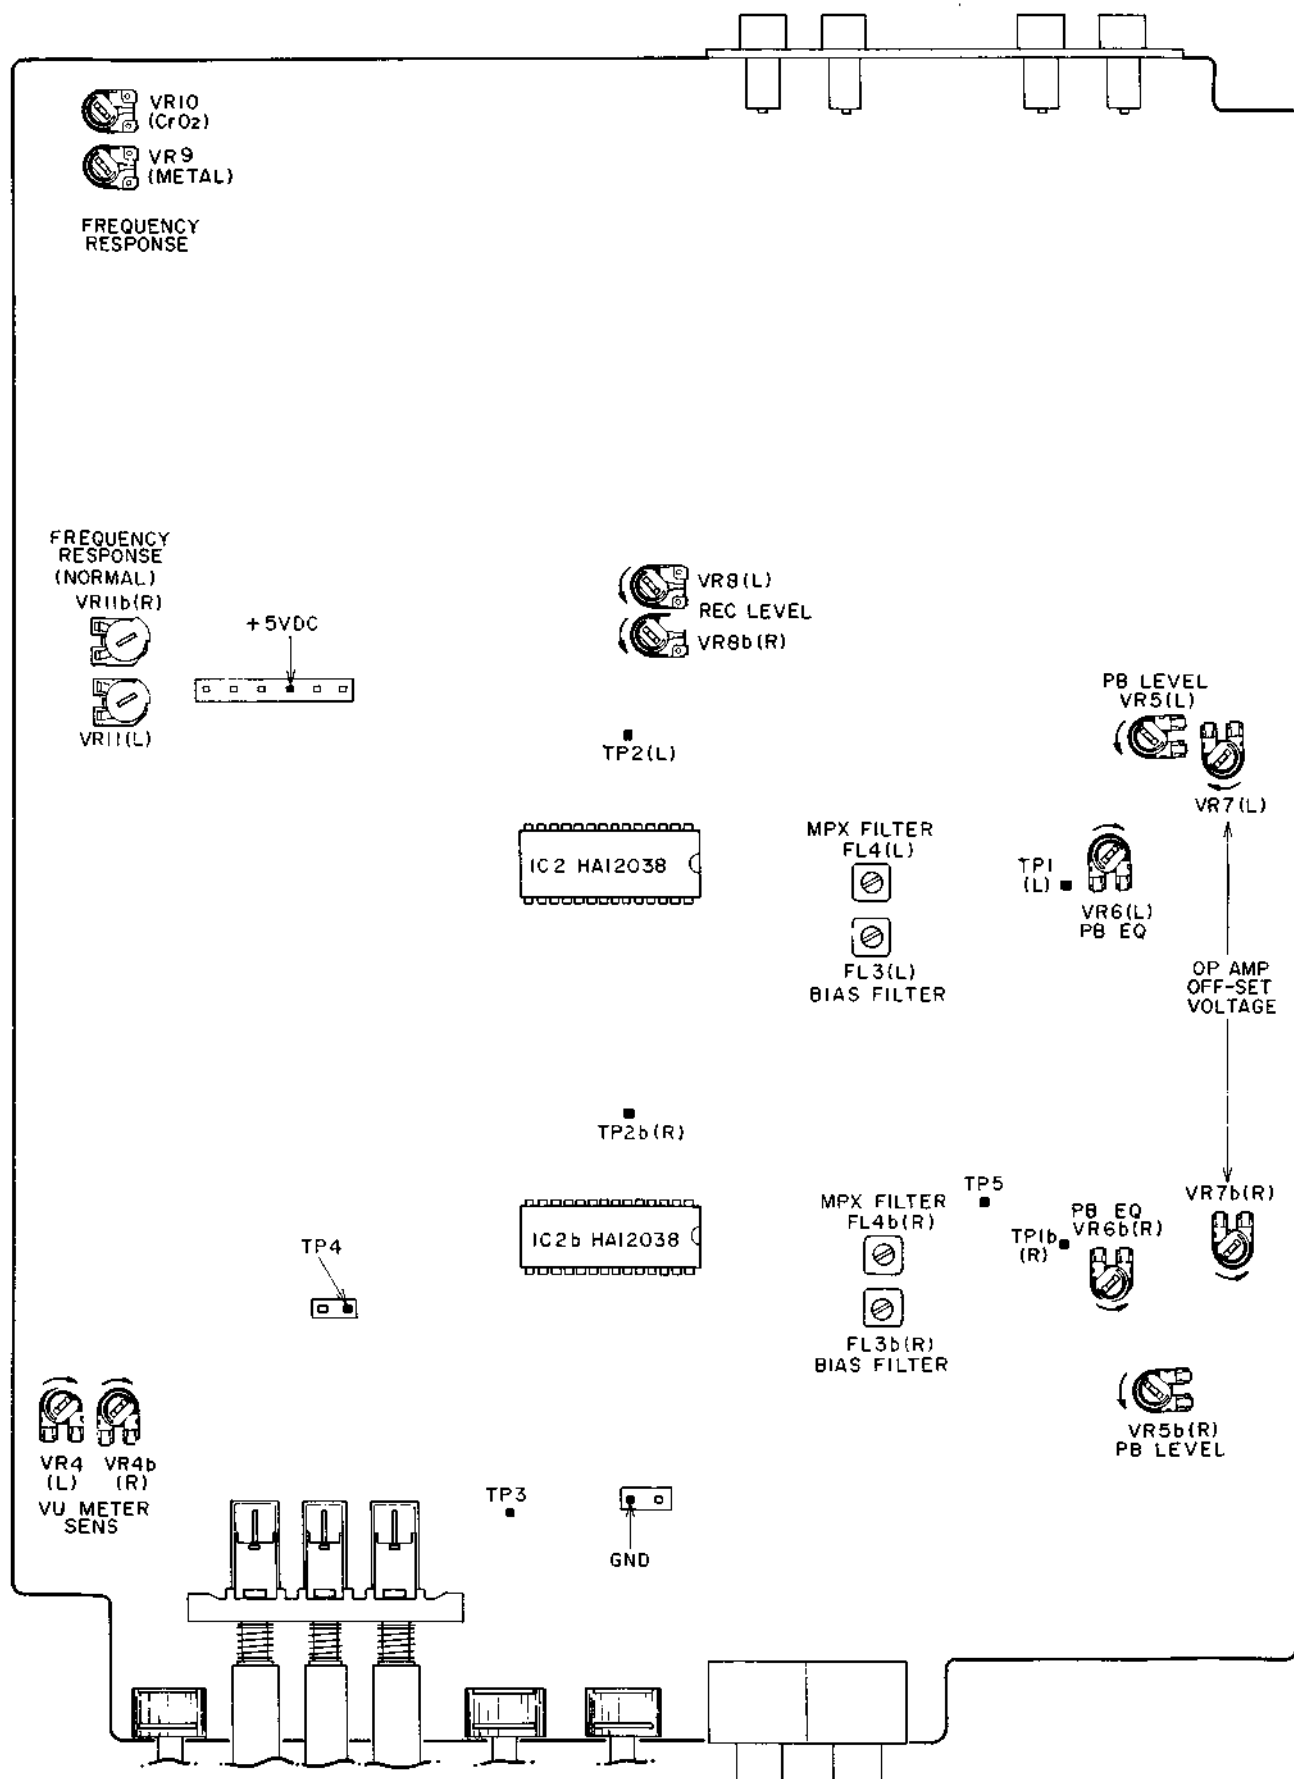 VR10
(CrO2)
VR9
(METAL)
FREQUENCY
RESPONSE
FREQUENCY
RESPONSE
(NORMAL)
VR11b(R)
VR11(L)
+5VDC
VR8(L)
REC LEVEL
VR8b(R)
TP2(L)
PB LEVEL
VR5(L)
VR7(L)
IC2 HA12038
MPX FILTER
FL4(L)
FL3(L)
BIAS FILTER
TP1
(L)
VR6(L)
PB EQ
OP AMP
OFF-SET
VOLTAGE
TP2b(R)
IC2b HA12038
MPX FILTER
FL4b(R)
FL3b(R)
BIAS FILTER
TP5
TP1b
(R)
PB EQ
VR6b(R)
VR7b(R)
TP4
VR5b(R)
PB LEVEL
VR4
(L)
VR4b
(R)
VU METER
SENS
TP3
GND